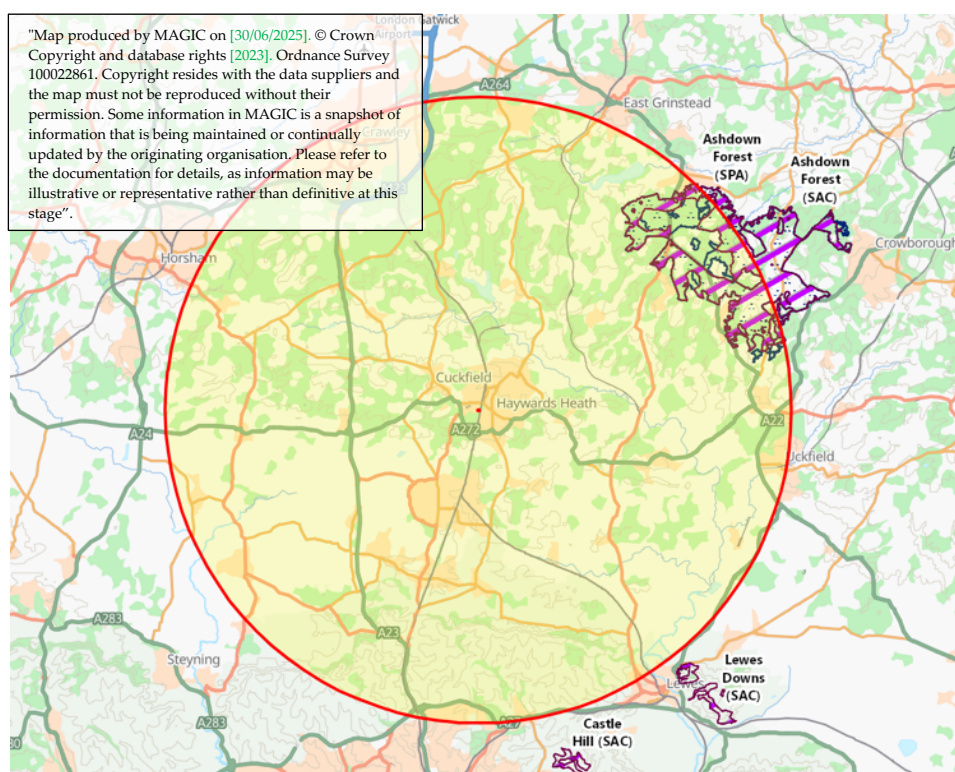 "Map produced by MAGIC on [30/06/2025]. © Crown
Copyright and database rights [2023]. Ordnance Survey
100022861. Copyright resides with the data suppliers and
the map must not be reproduced without their
permission. Some information in MAGIC is a snapshot of
information that is being maintained or continually
updated by the originating organisation. Please refer to
the documentation for details, as information may be
illustrative or representative rather than definitive at this
stage”.
London Gatwick
Airport
A264
East Grinstead
Crawley
Ashdown
Forest
(SPA)
Ashdown
Forest
(SAC)
Crowborough
Horsham
Cuckfield
Haywards Heath
A24
A272
A22
Uckfield
A283
A23
Steyning
Lewes
Lewes
Downs
(SAC)
A283
A27
Castle
Hill (SAC)